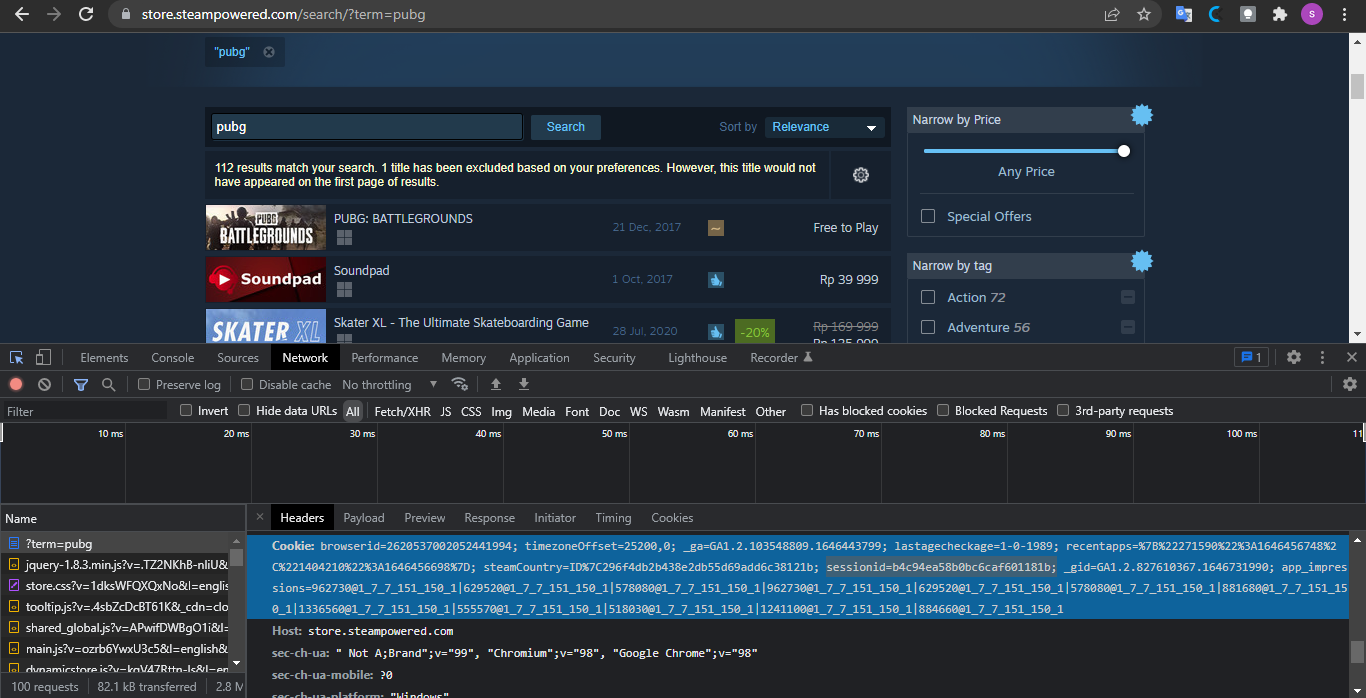 store.steampowered.com/search/?term=pubg
S
"pubg"
pubg
Search
Sort by
Relevance
Narrow by Price
112 results match your search. 1 title has been excluded based on your preferences. However, this title would not
have appeared on the first page of results.
Any Price
PUBG
BATTLEGROUNDS
PUBG: BATTLEGROUNDS
21 Dec, 2017
Free to Play
Special Offers
Soundpad
Soundpad
1 Oct, 2017
Rp 39 999
Narrow by tag
Action 72
SKATER XL
Skater XL - The Ultimate Skateboarding Game
28 Jul, 2020
-20%
Rp 169 999
Rp 135 000
Adventure 56
Elements Console Sources Network Performance Memory Application Security Lighthouse Recorder 1
Preserve log Disable cache No throttling
Filter Invert Hide data URLs All Fetch/XHR JS CSS Img Media Font Doc WS Wasm Manifest Other Has blocked cookies Blocked Requests 3rd-party requests
10 ms 20 ms 30 ms 40 ms 50 ms 60 ms 70 ms 80 ms 90 ms 100 ms 11
Name
?term=pubg
jquery-1.8.3.min.js?v=.TZ2NKhB-nliU&
store.css?v=1dksWFQXQxNo&l=englis
tooltip.js?v=.4sbZcDcBT61K&_cdn=clo
shared_global.js?v=APwifDWBgO1i&l=
main.js?v=ozrb6YwxU3c5&l=english&
dynamicstore.js?v=kgV47Rttn-ls&l=en
100 requests 82.1 kB transferred 2.8 M
Headers Payload Preview Response Initiator Timing Cookies
Cookie: browserid=2620537002052441994; timezoneOffset=25200,0; _ga=GA1.2.103548809.1646443799; lastagecheckage=1-0-1989; recentapps=%7B%22271590%22%3A1646456748%2
C%221404210%22%3A1646456698%7D; steamCountry=ID%7C296f4db2b438e2db55d69add6c38121b; sessionid=b4c94ea58b0bc6caf601181b; _gid=GA1.2.827610367.1646731990; app_impre
ssions=962730@1_7_7_151_150_1|629520@1_7_7_151_150_1|578080@1_7_7_151_150_1|962730@1_7_7_151_150_1|629520@1_7_7_151_150_1|578080@1_7_7_151_150_1|881680@1_7_7_151_15
0_1|1336560@1_7_7_151_150_1|555570@1_7_7_151_150_1|518030@1_7_7_151_150_1|1241100@1_7_7_151_150_1|884660@1_7_7_151_150_1
Host: store.steampowered.com
sec-ch-ua: " Not A;Brand";v="99", "Chromium";v="98", "Google Chrome";v="98"
sec-ch-ua-mobile: ?0
sec-ch-ua-platform: "Windows"